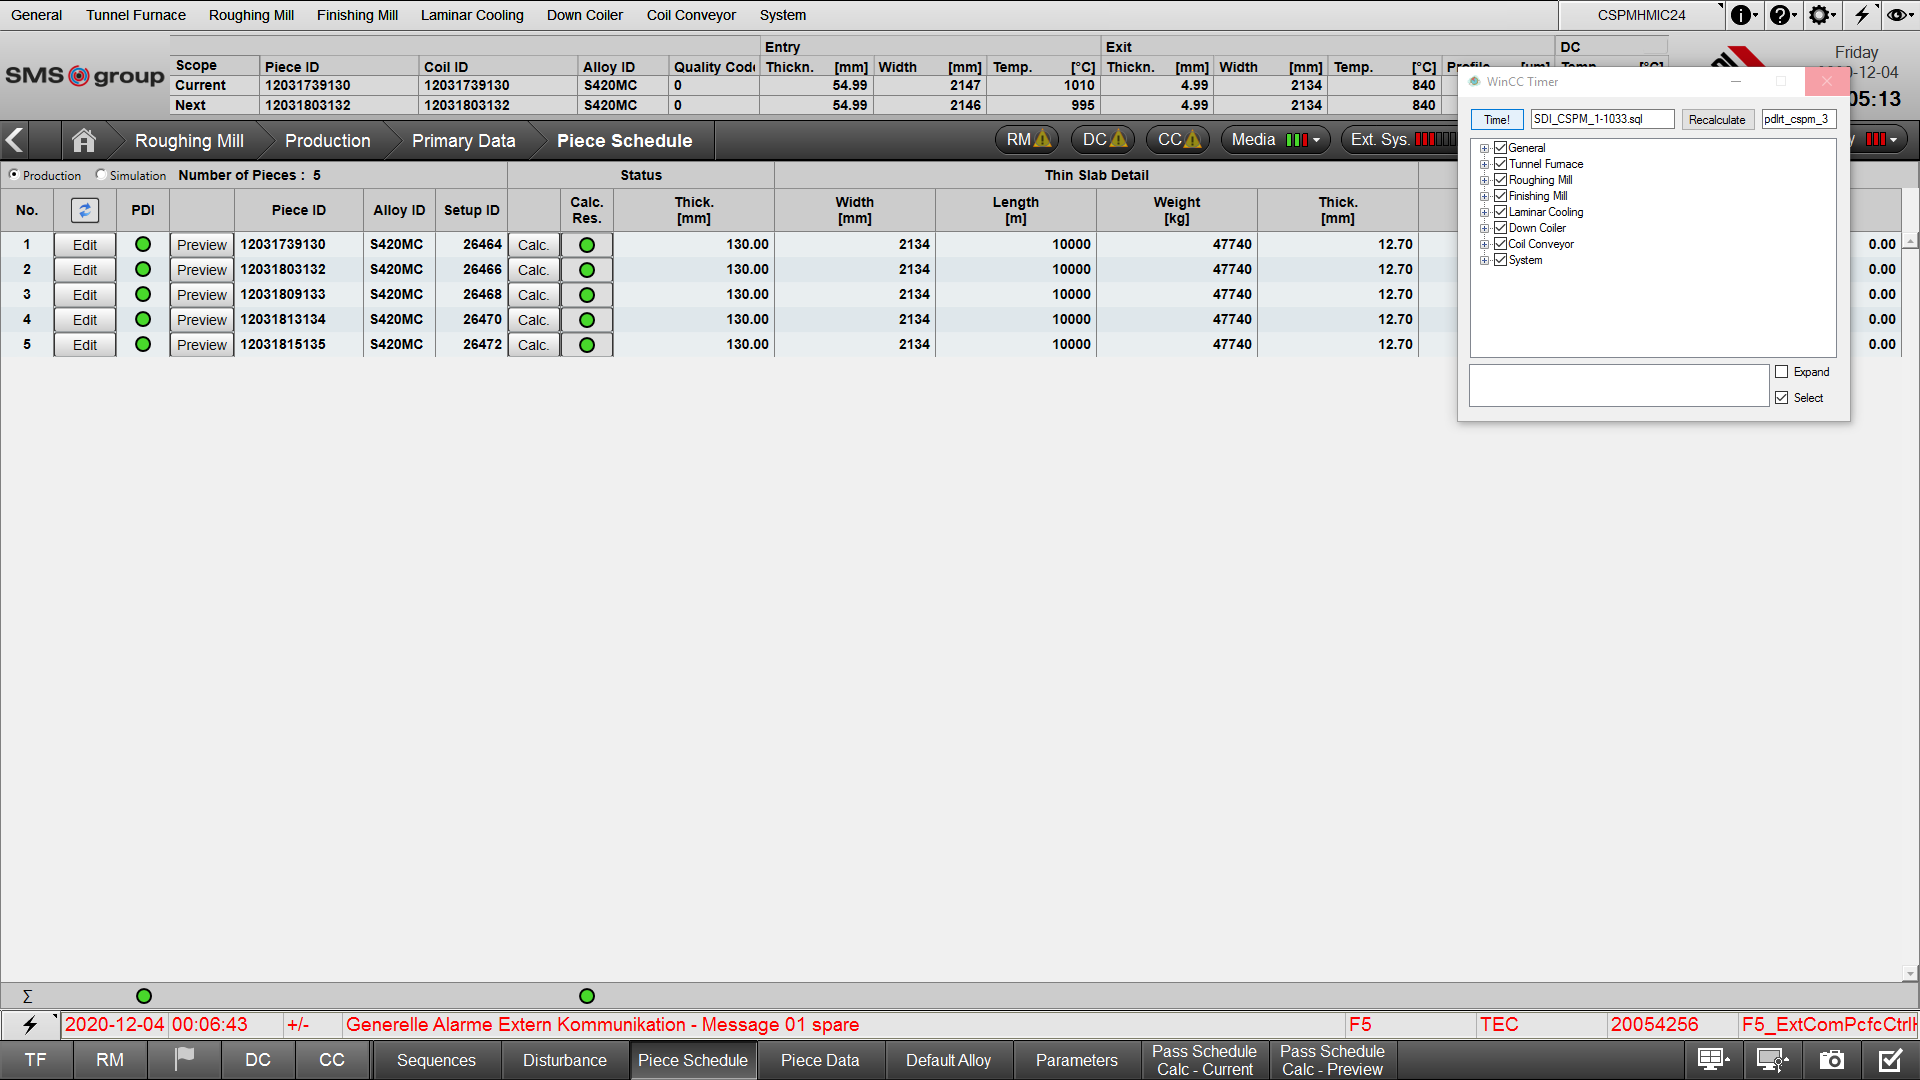 General Tunnel Furnace Roughing Mill Finishing Mill Laminar Cooling Down Coiler Coil Conveyor System CSPMHMIC24
SMS group
Entry Exit DC
Scope Piece ID Coil ID Alloy ID Quality Code Thickn. [mm] Width [mm] Temp. [°C] Thickn. [mm] Width [mm] Temp. [°C]
Current 12031739130 12031739130 S420MC 0 54.99 2147 1010 4.99 2134 840
Next 12031803132 12031803132 S420MC 0 54.99 2146 995 4.99 2134 840
Friday
-12-04
05:13
Roughing Mill Production Primary Data Piece Schedule RM DC CC Media Ext. Sys. y
WinCC Timer
Time! SDI_CSPM_1-1033.sql Recalculate pdlrt_cspm_3
General
Tunnel Furnace
Roughing Mill
Finishing Mill
Laminar Cooling
Down Coiler
Coil Conveyor
System
Expand
Select
Production Simulation Number of Pieces : 5 Status Thin Slab Detail
No. PDI Piece ID Alloy ID Setup ID Calc. Res. Thick. [mm] Width [mm] Length [m] Weight [kg] Thick. [mm]
1 Edit Preview 12031739130 S420MC 26464 Calc. 130.00 2134 10000 47740 12.70 0.00
2 Edit Preview 12031803132 S420MC 26466 Calc. 130.00 2134 10000 47740 12.70 0.00
3 Edit Preview 12031809133 S420MC 26468 Calc. 130.00 2134 10000 47740 12.70 0.00
4 Edit Preview 12031813134 S420MC 26470 Calc. 130.00 2134 10000 47740 12.70 0.00
5 Edit Preview 12031815135 S420MC 26472 Calc. 130.00 2134 10000 47740 12.70 0.00
Σ
2020-12-04 00:06:43 +/- Generelle Alarme Extern Kommunikation - Message 01 spare F5 TEC 20054256 F5_ExtComPcfcCtrl
TF RM DC CC Sequences Disturbance Piece Schedule Piece Data Default Alloy Parameters Pass Schedule Calc - Current Pass Schedule Calc - Preview